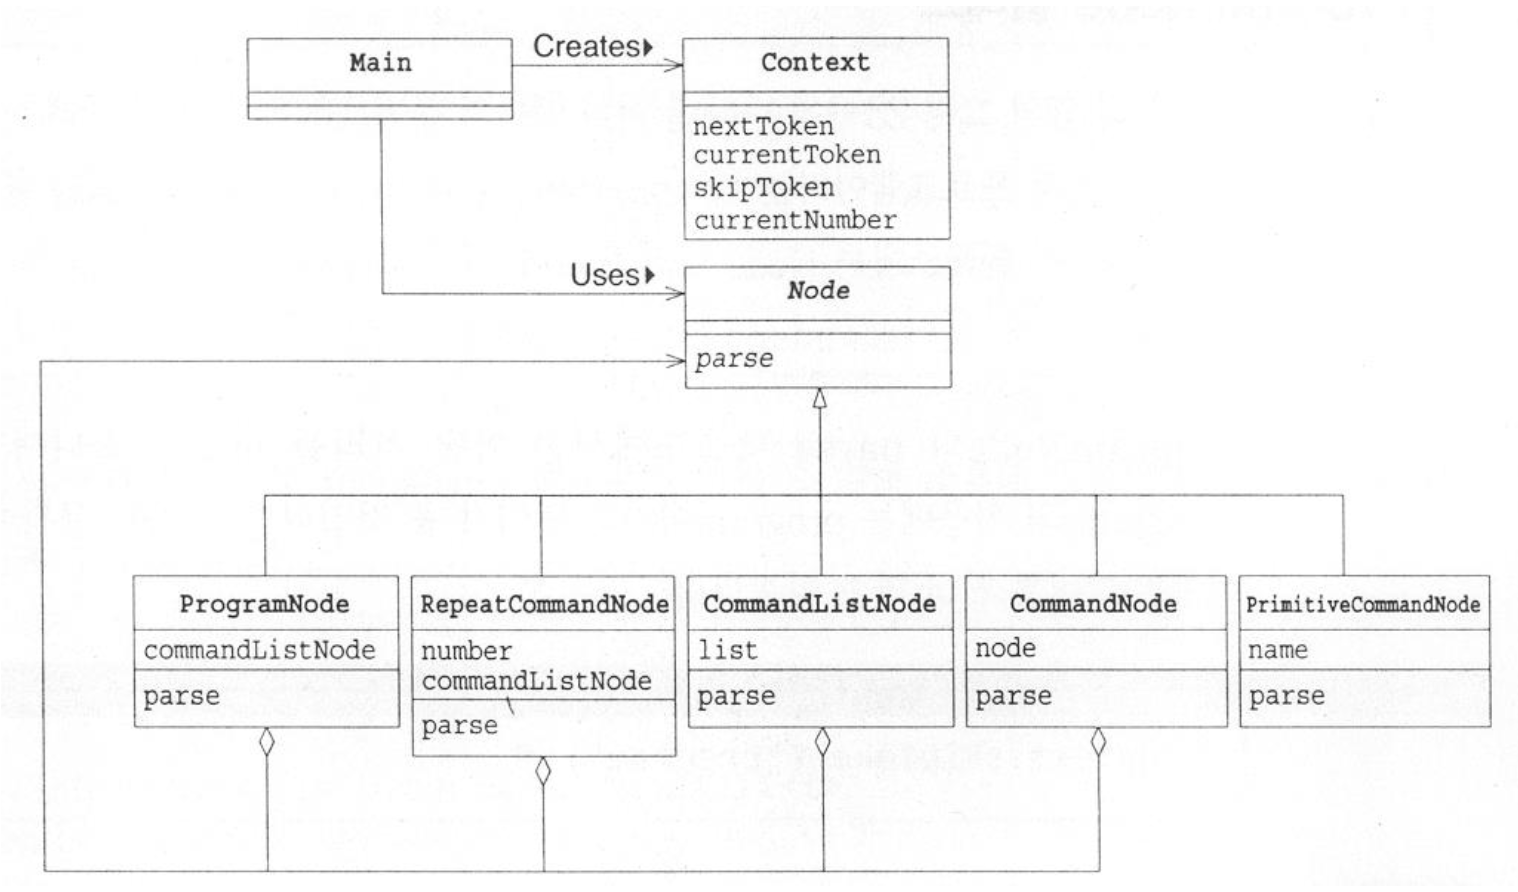 Main
Creates▸
Context
nextToken
currentToken
skipToken
currentNumber
Uses▸
Node
parse
ProgramNode
commandListNode
parse
RepeatCommandNode
number
commandListNode
parse
CommandListNode
list
parse
CommandNode
node
parse
PrimitiveCommandNode
name
parse